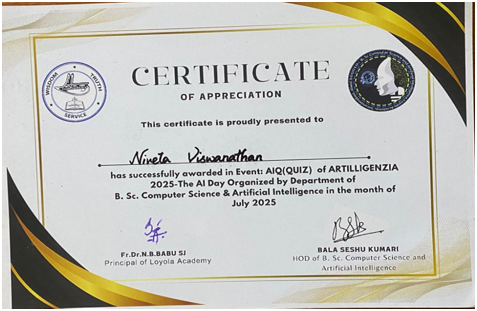 CERTIFICATE
OF APPRECIATION
WISDOM TRUTH
SERVICE
This certificate is proudly presented to
Niveta Viswanathan
has successfully awarded in Event: AIQ(QUIZ) of ARTILLIGENZIA
2025-The AI Day Organized by Department of
B. Sc. Computer Science & Artificial Intelligence in the month of
July 2025
Fr.Dr.N.B.BABU SJ
Principal of Loyola Academy
BALA SESHU KUMARI
HOD of B. Sc. Computer Science and
Artificial Intelligence